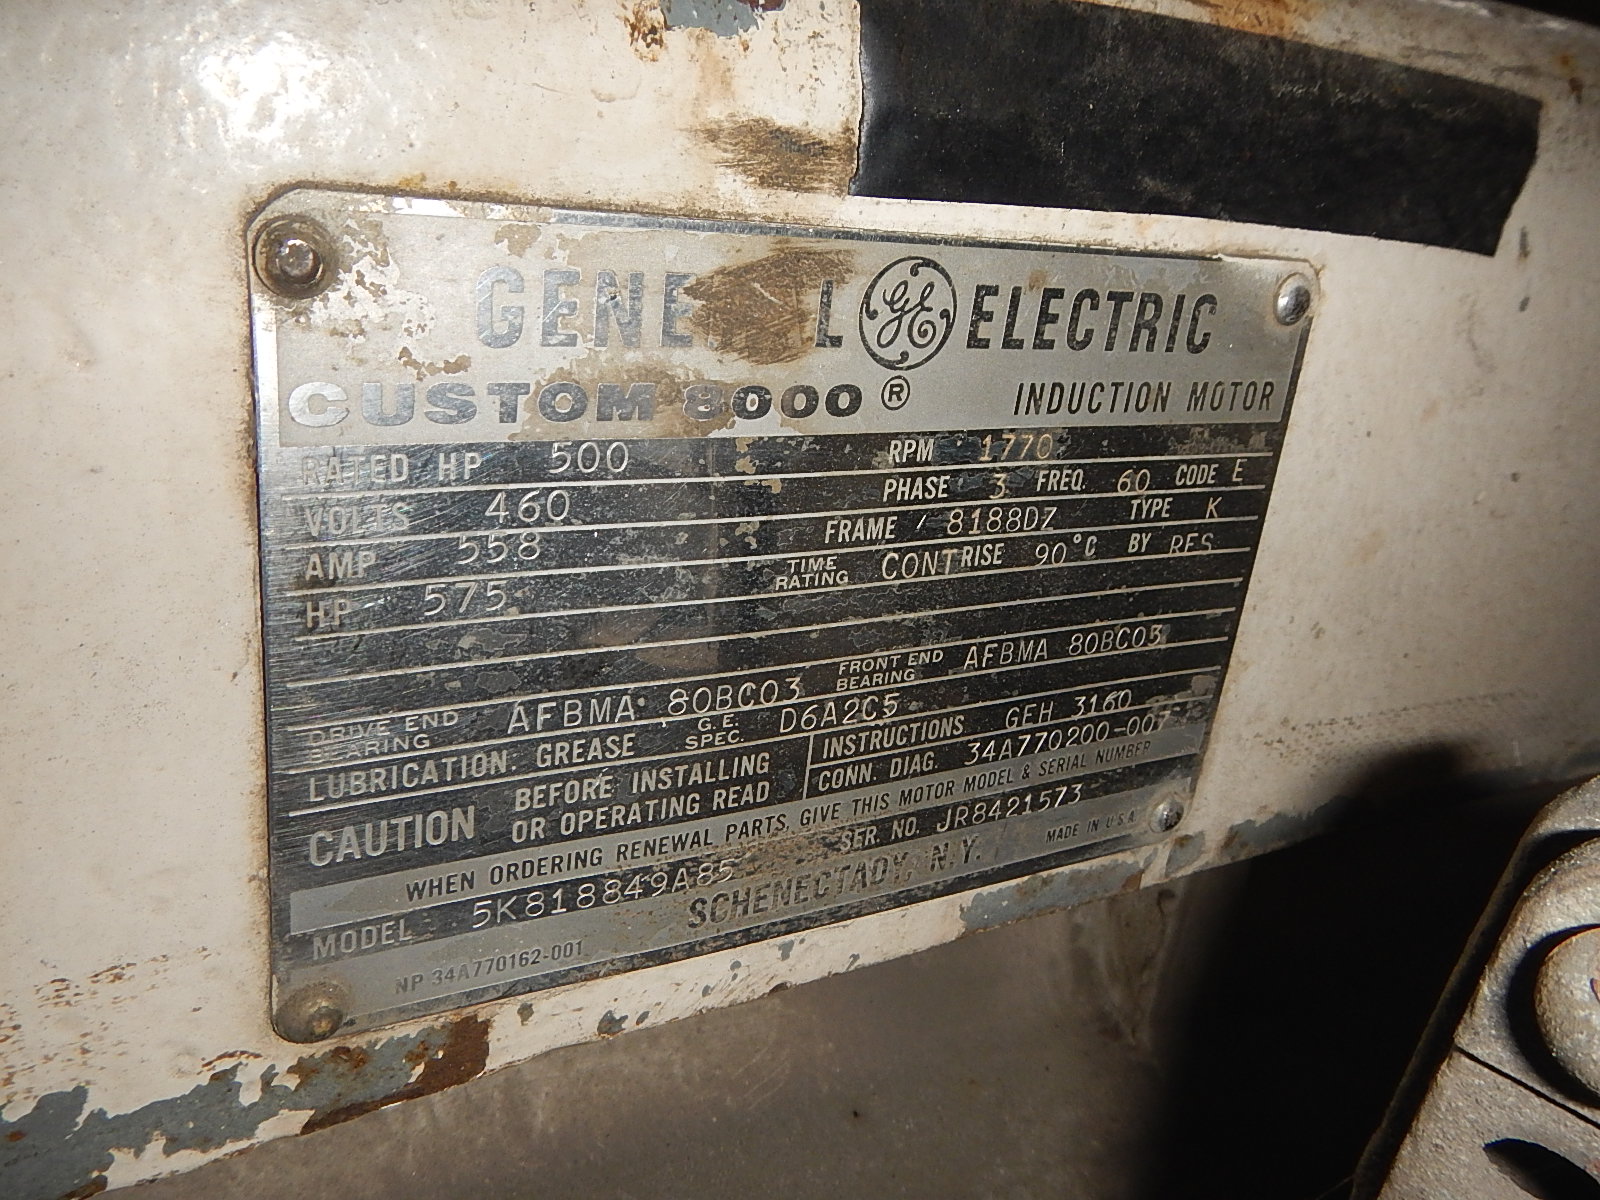 GENE L GE ELECTRIC
CUSTOM 8000® INDUCTION MOTOR
RATED HP 500 RPM 1770
VOLTS 460 PHASE 3 FREQ. 60 CODE E
AMP 558 FRAME 8188DZ TYPE K
HP 575 TIME RATING CONT RISE 90°C BY RES
DRIVE END BEARING AFBMA 80BC03 FRONT END BEARING AFBMA 80BC03
LUBRICATION. GREASE G.E. SPEC. D6A2C5
CAUTION BEFORE INSTALLING OR OPERATING READ
INSTRUCTIONS GEH 3160
CONN. DIAG. 34A770200-007
WHEN ORDERING RENEWAL PARTS, GIVE THIS MOTOR MODEL & SERIAL NUMBER
MODEL 5K818849A85 SER. NO. JR8421573
NP 34A770162-001 SCHENECTADY, N.Y. MADE IN U.S.A.